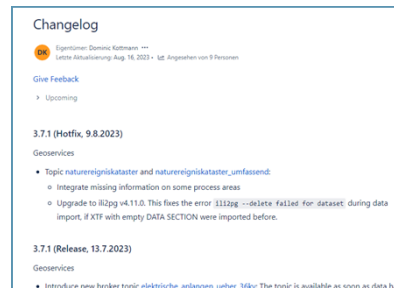 Changelog
DK
Eigentümer: Dominic Kottmann •••
Letzte Aktualisierung: Aug. 16, 2023 • Angesehen von 9 Personen
Give Feeback
> Upcoming
3.7.1 (Hotfix, 9.8.2023)
Geoservices
• Topic naturereigniskataster and naturereigniskataster_umfassend:
Integrate missing information on some process areas
Upgrade to ili2pg v4.11.0. This fixes the error ili2pg --delete failed for dataset during data
import, if XTF with empty DATA SECTION were imported before.
3.7.1 (Release, 13.7.2023)
Geoservices
• Introduce new broker topic elektrische_anlangen_ueber_36kv: The topic is available as soon as data h